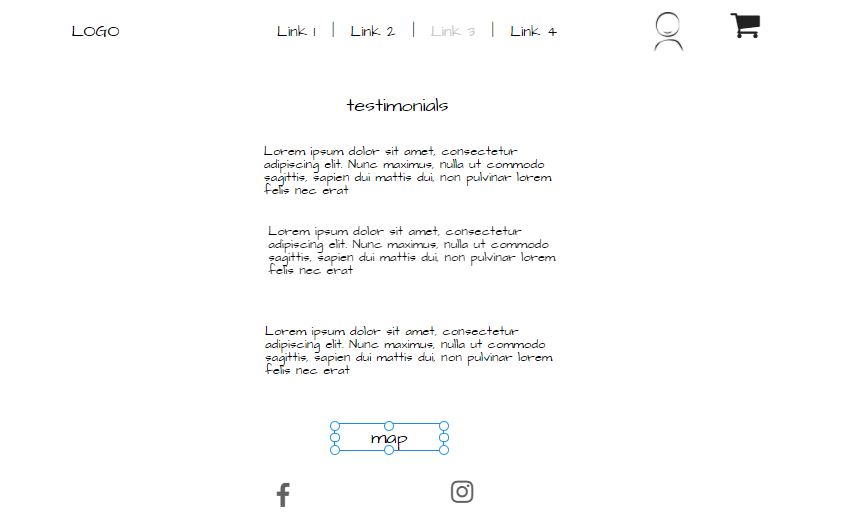 LOGO
Link 1 | Link 2 | Link 3 | Link 4
testimonials
Lorem ipsum dolor sit amet, consectetur
adipiscing elit. Nunc maximus, nulla ut commodo
sagittis, sapien dui mattis dui, non pulvinar lorem
felis nec erat
Lorem ipsum dolor sit amet, consectetur
adipiscing elit. Nunc maximus, nulla ut commodo
sagittis, sapien dui mattis dui, non pulvinar lorem
felis nec erat
Lorem ipsum dolor sit amet, consectetur
adipiscing elit. Nunc maximus, nulla ut commodo
sagittis, sapien dui mattis dui, non pulvinar lorem
felis nec erat
map